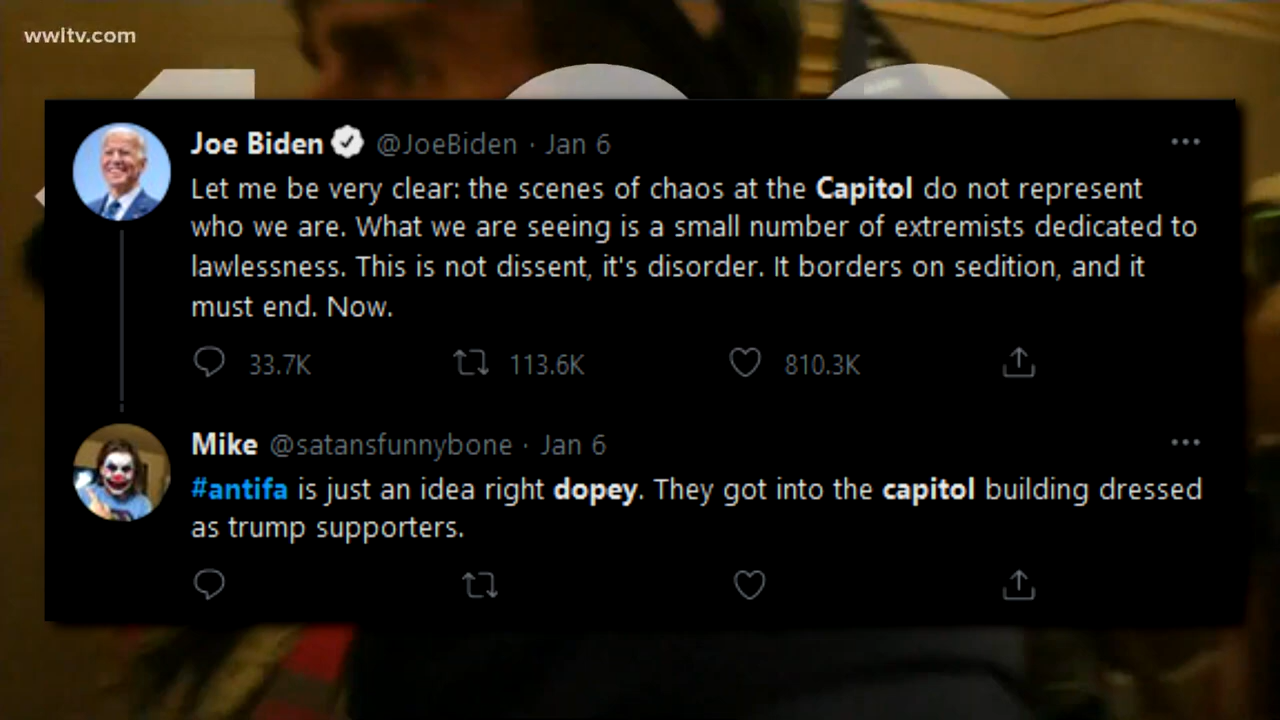 wwltv.com
Joe Biden @JoeBiden · Jan 6
Let me be very clear: the scenes of chaos at the Capitol do not represent
who we are. What we are seeing is a small number of extremists dedicated to
lawlessness. This is not dissent, it's disorder. It borders on sedition, and it
must end. Now.
33.7K 113.6K 810.3K
Mike @satansfunnybone · Jan 6
#antifa is just an idea right dopey. They got into the capitol building dressed
as trump supporters.